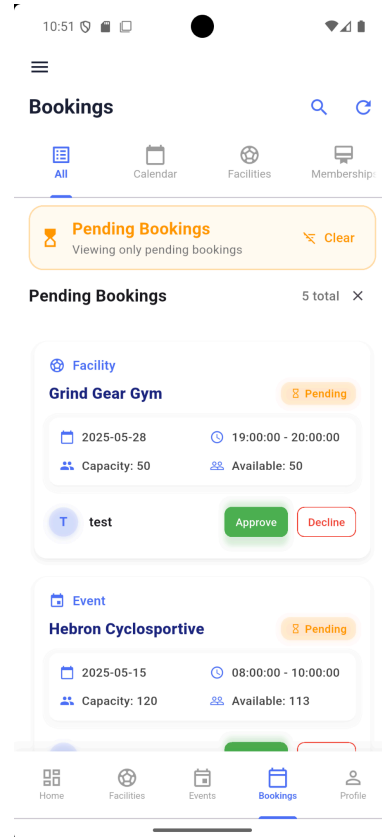 10:51
Bookings
All Calendar Facilities Membership
Pending Bookings
Viewing only pending bookings
Clear
Pending Bookings 5 total
Facility
Grind Gear Gym Pending
2025-05-28 19:00:00 - 20:00:00
Capacity: 50 Available: 50
T test Approve Decline
Event
Hebron Cyclosportive Pending
2025-05-15 08:00:00 - 10:00:00
Capacity: 120 Available: 113
Home Facilities Events Bookings Profile